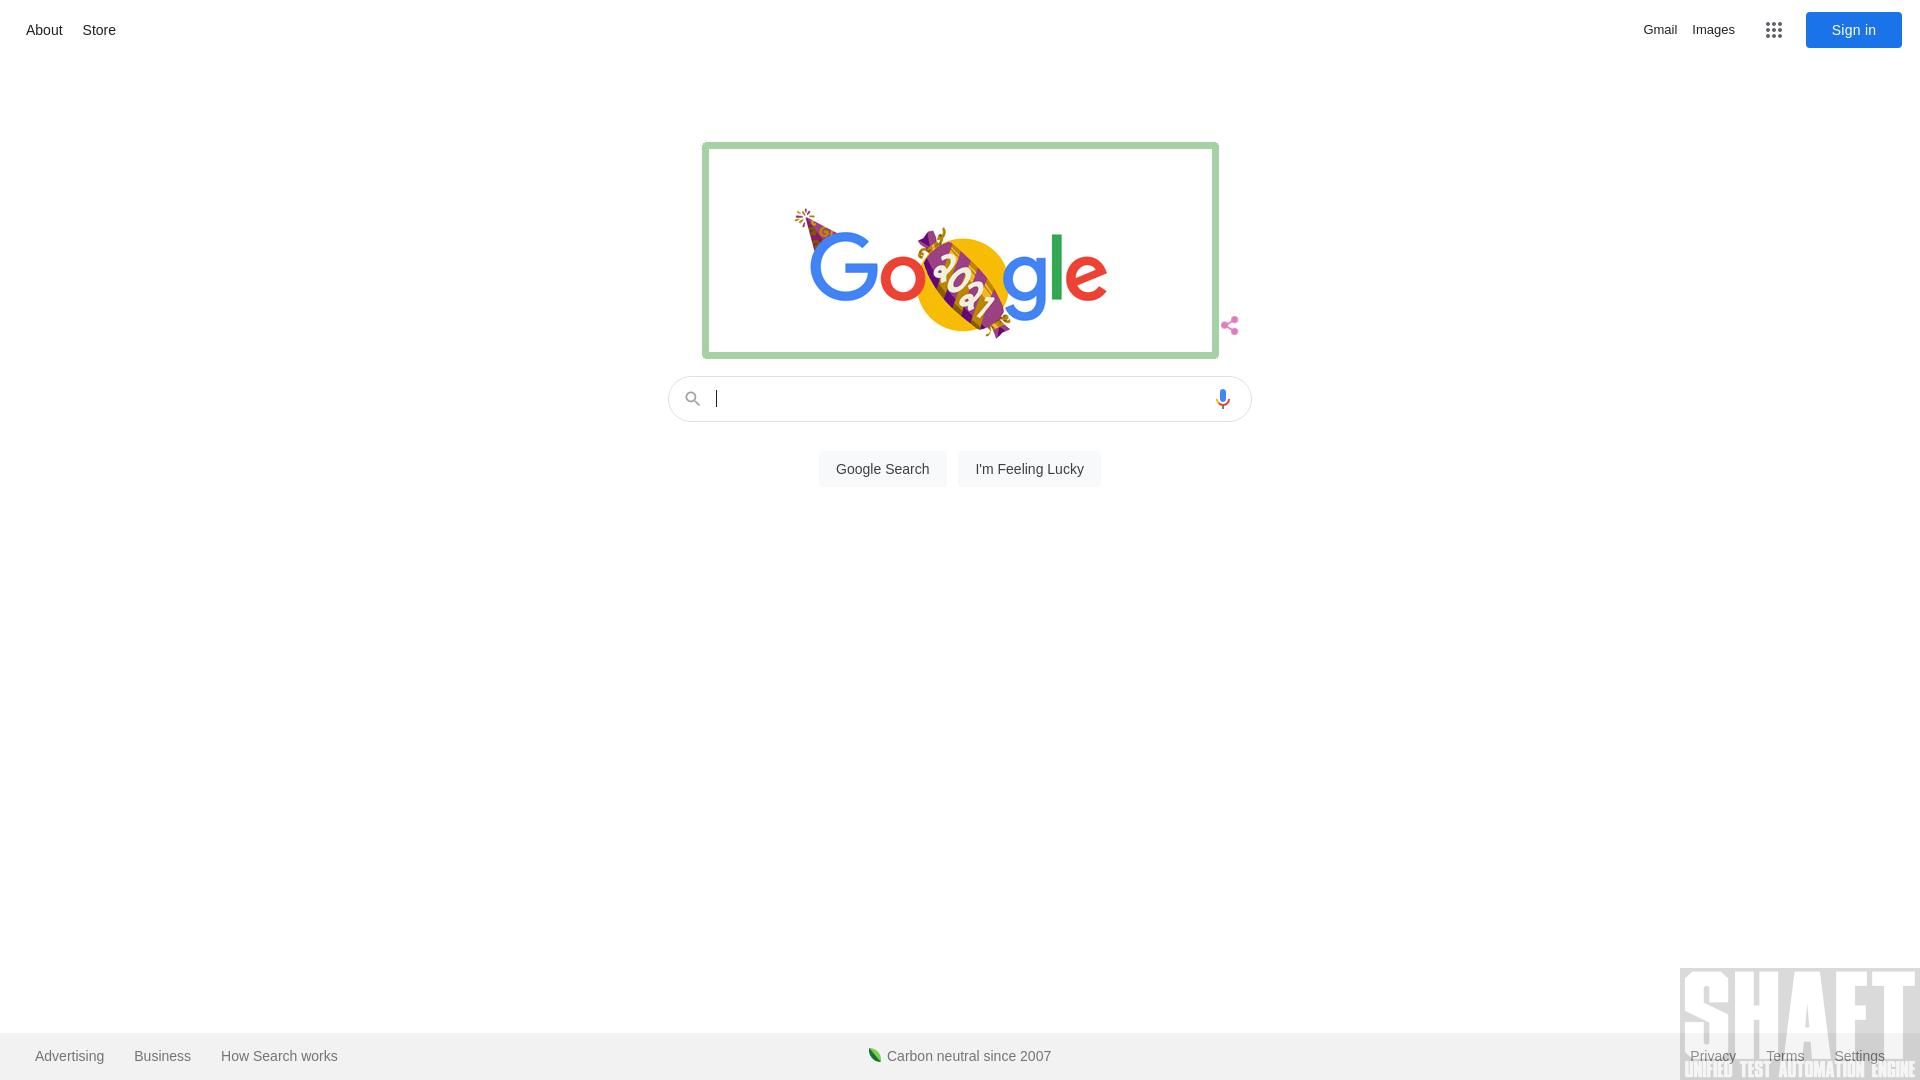 About Store
Gmail Images Sign in
Google
2021
Google Search I'm Feeling Lucky
SHAFT
Advertising Business How Search works Carbon neutral since 2007 Privacy Terms Settings
UNIFIED TEST AUTOMATION ENGINE